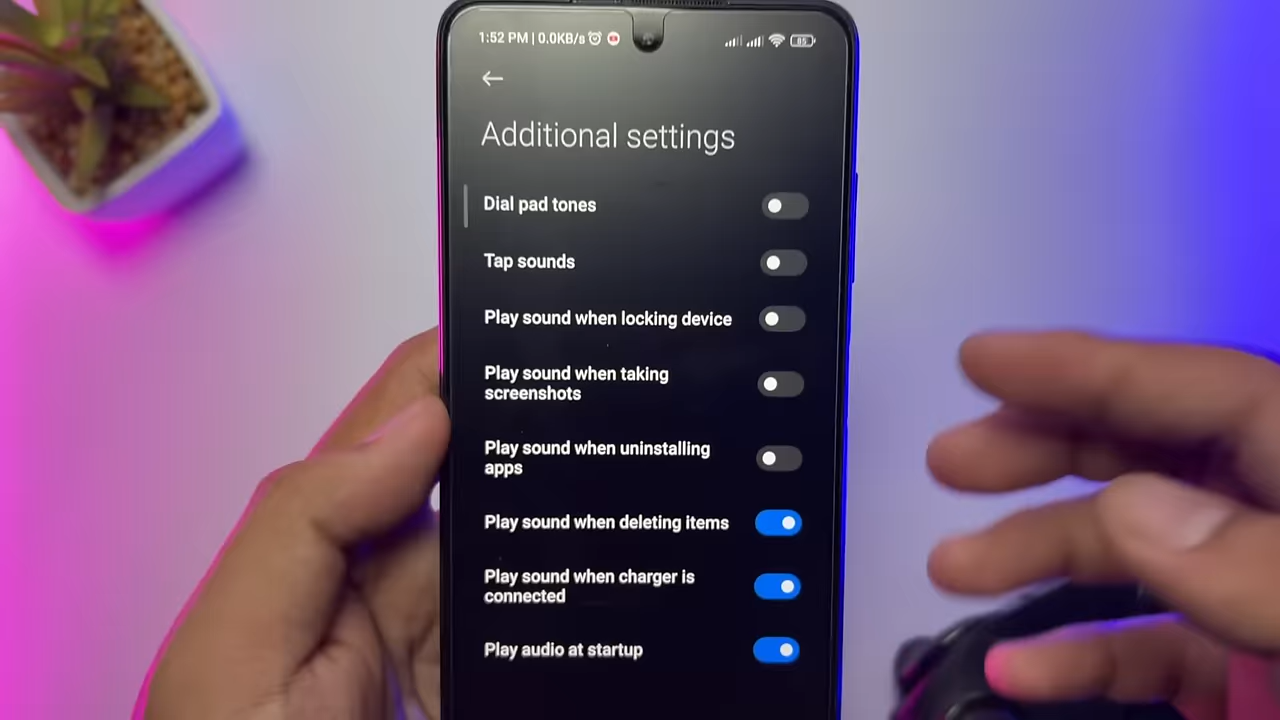 1:52 PM | 0.0KB/s
85
Additional settings
Dial pad tones
Tap sounds
Play sound when locking device
Play sound when taking
screenshots
Play sound when uninstalling
apps
Play sound when deleting items
Play sound when charger is
connected
Play audio at startup